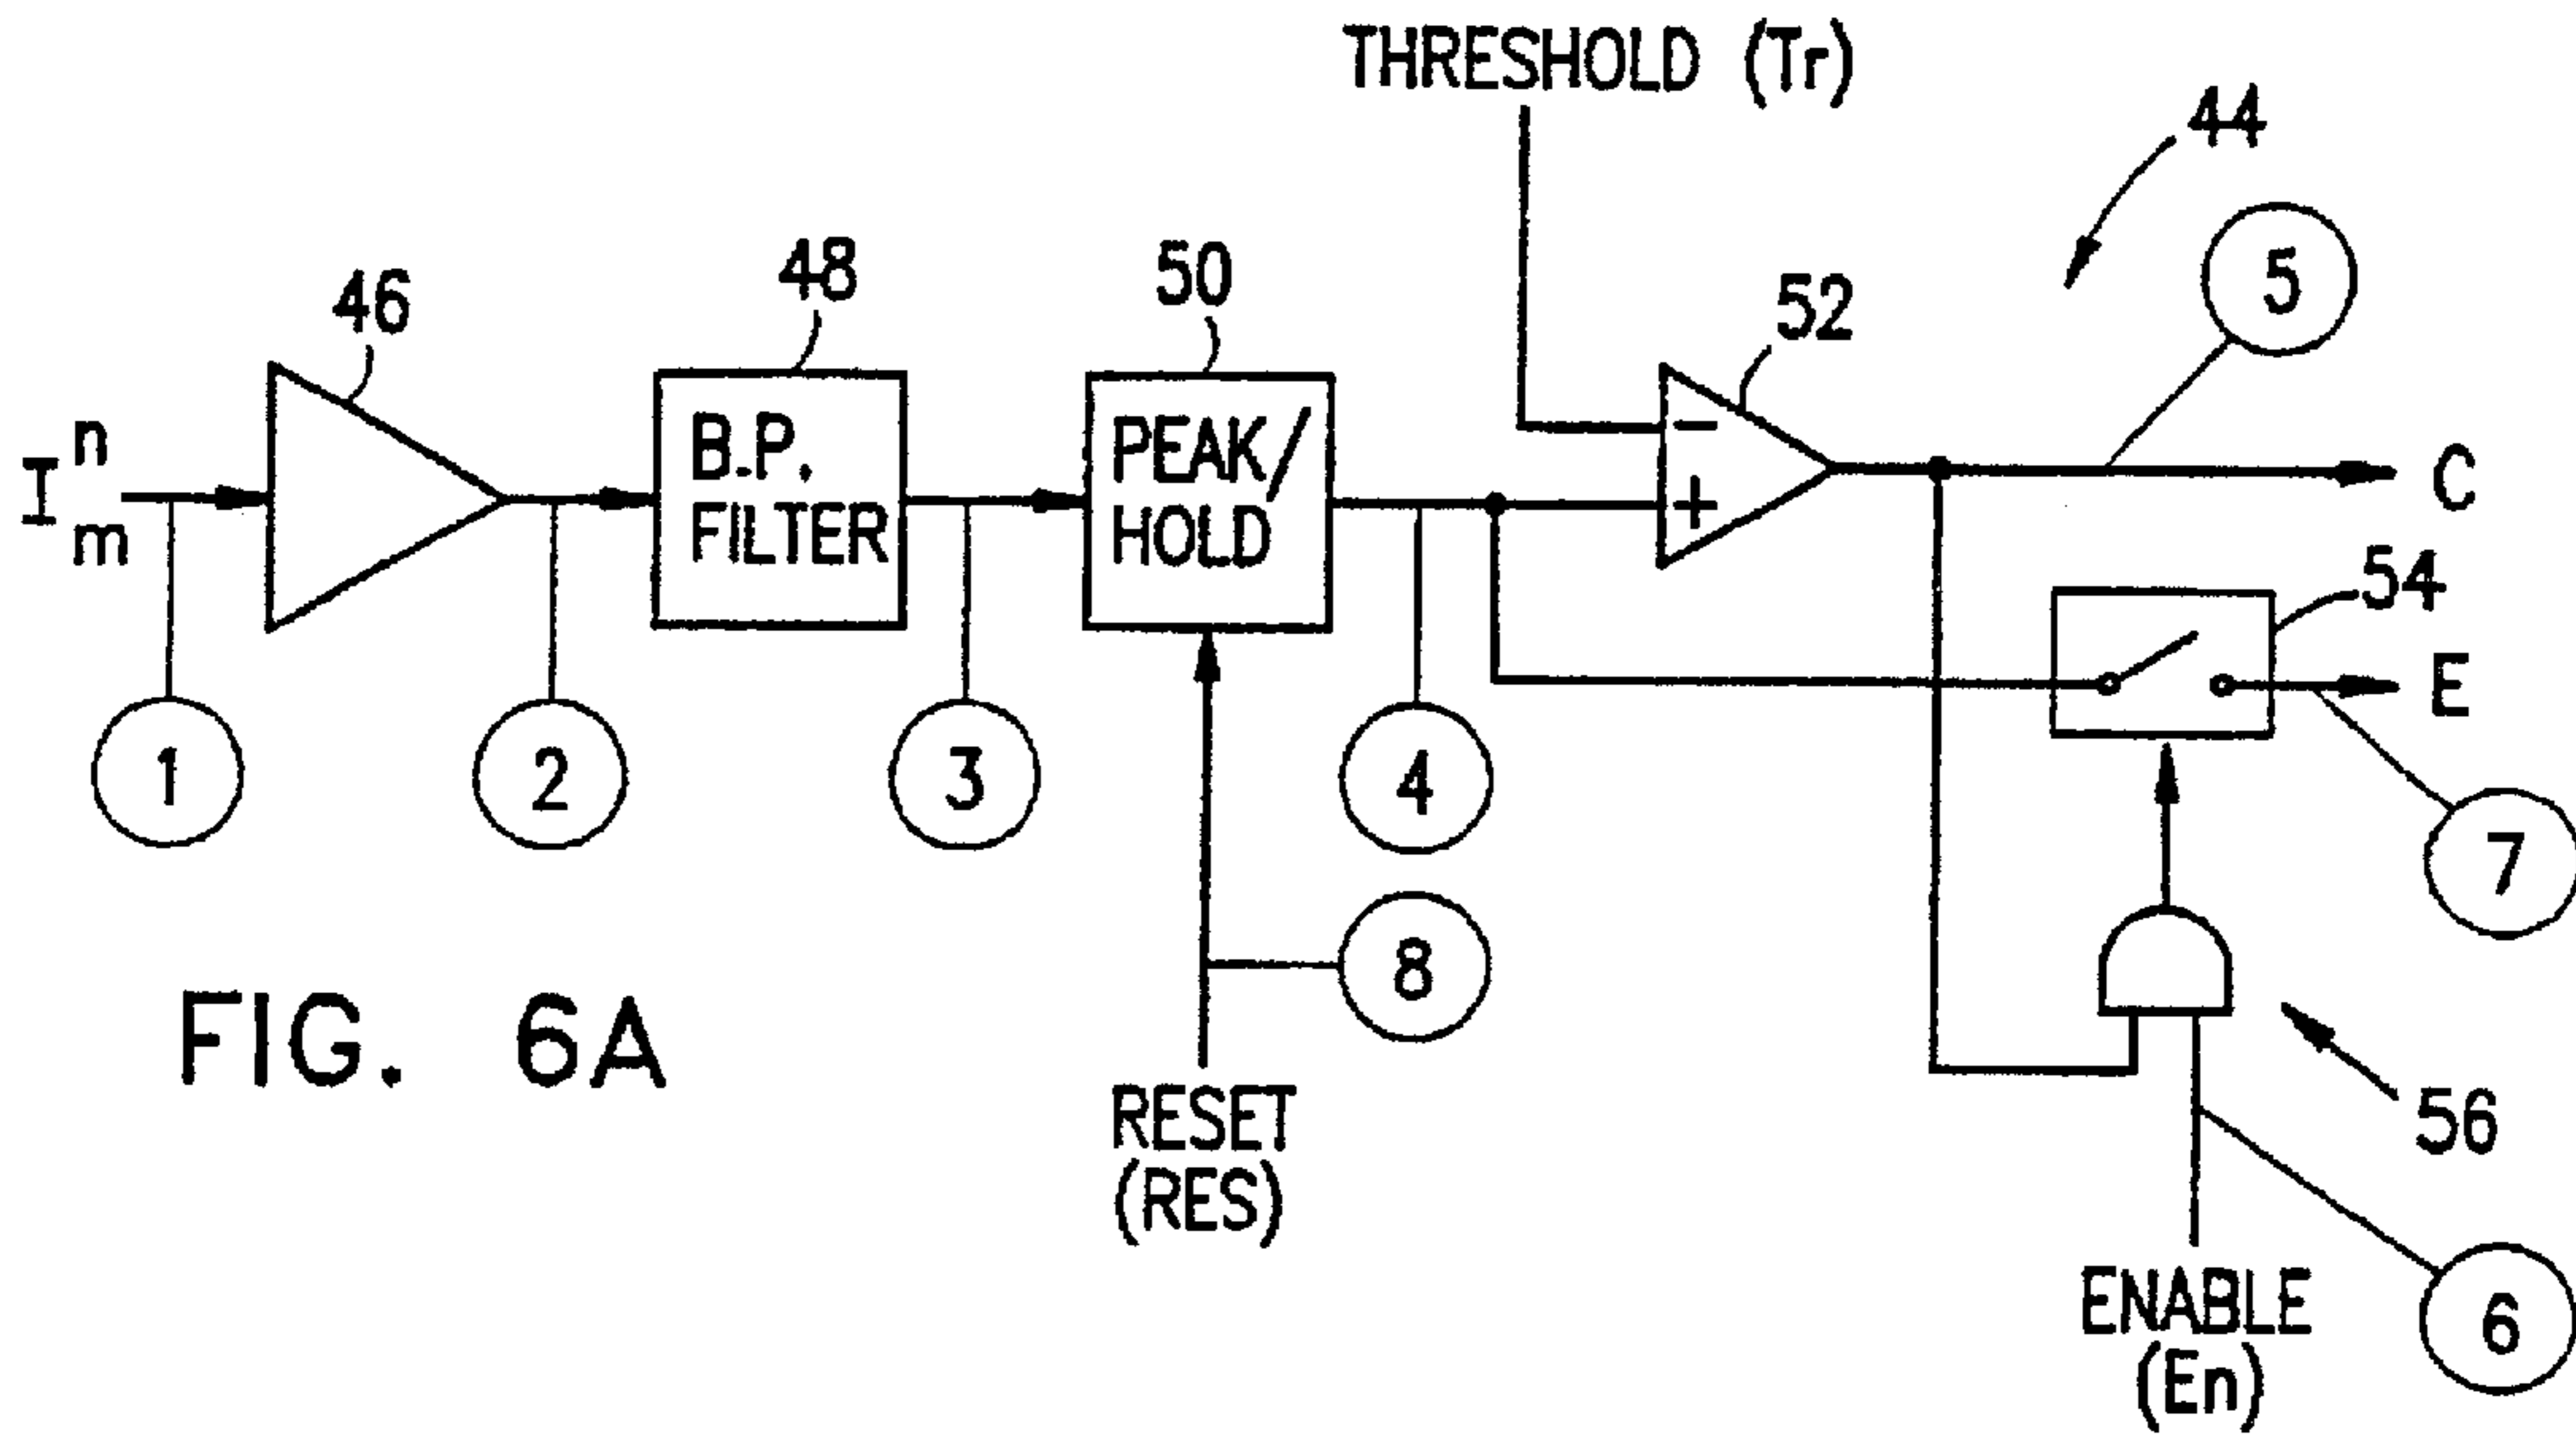 THRESHOLD (Tr)
44
5
46
48
50
52
I n m
B.P.
FILTER
PEAK/
HOLD
-
+
C
54
E
1
2
3
4
7
8
FIG. 6A
RESET
(RES)
56
ENABLE
(En)
6